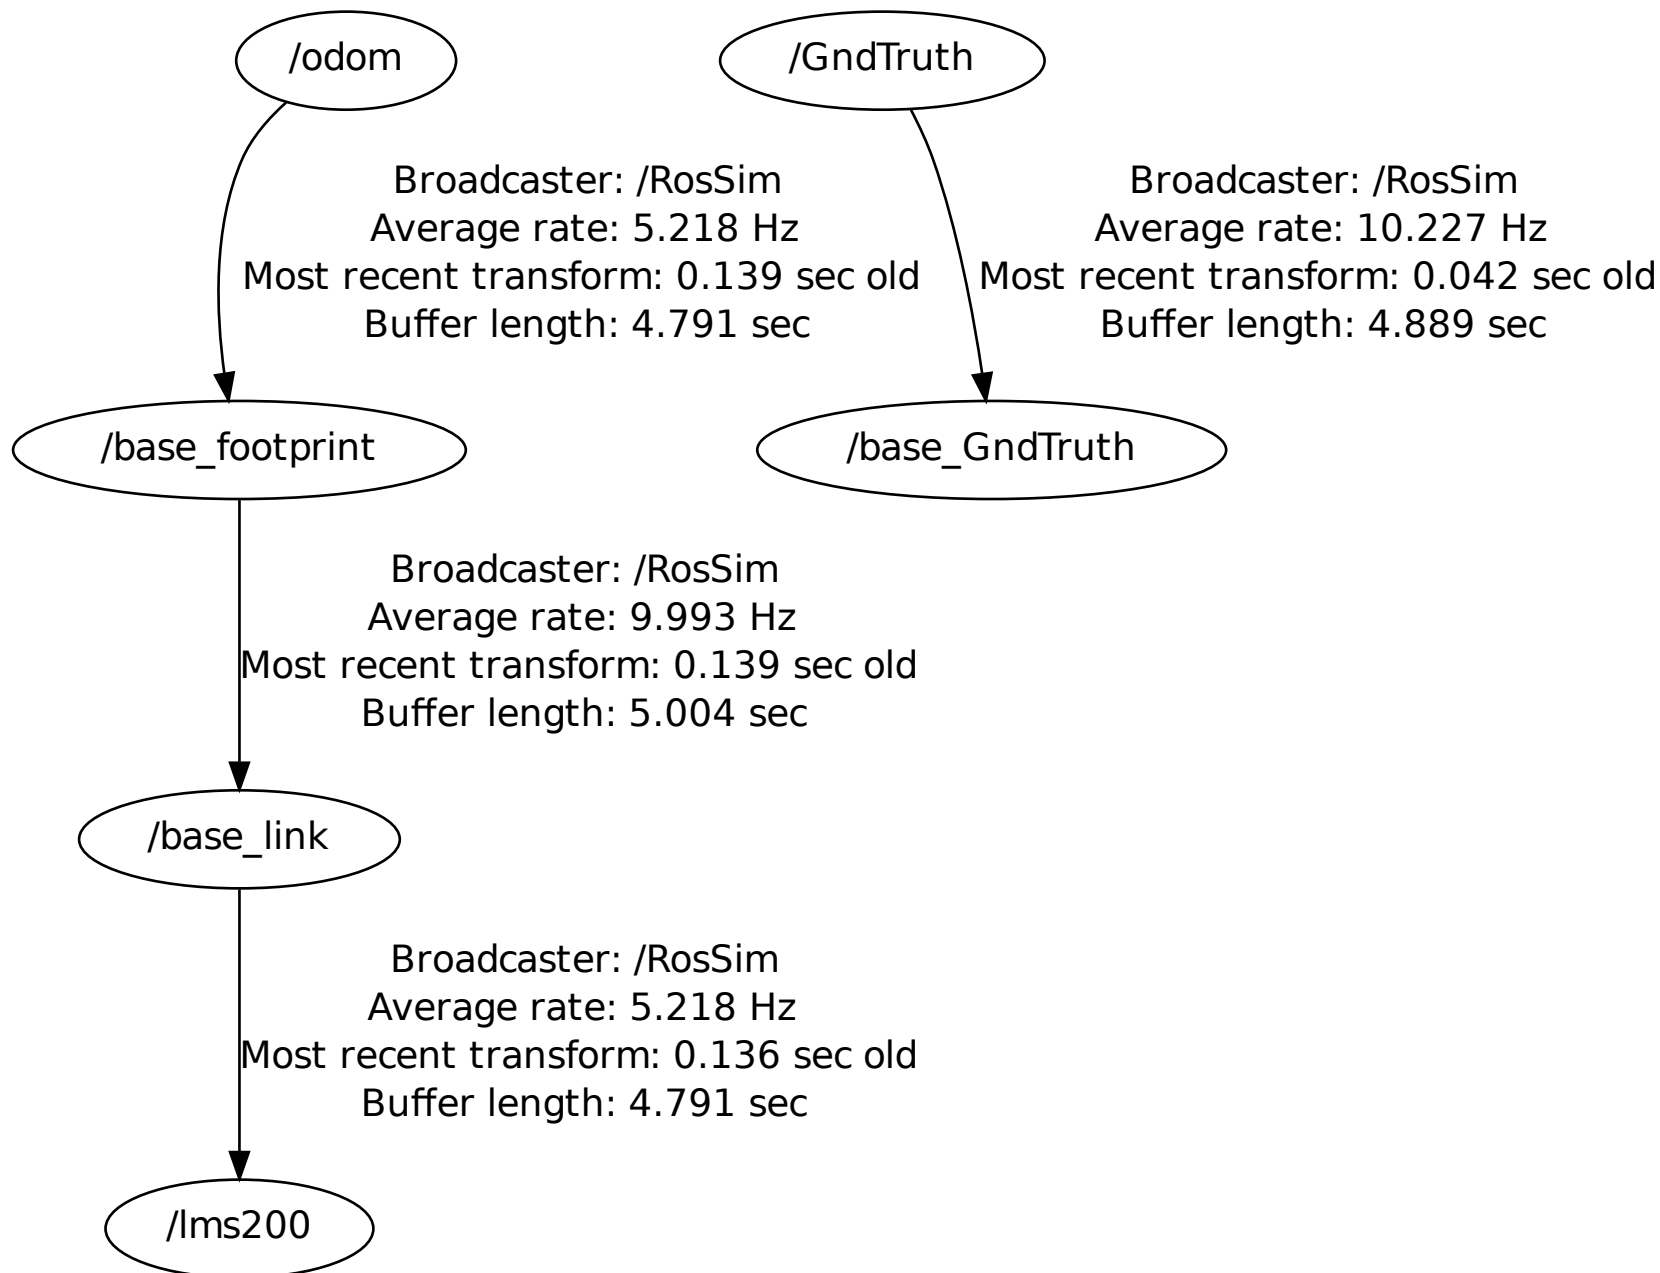 /odom
/GndTruth
Broadcaster: /RosSim
Average rate: 5.218 Hz
Most recent transform: 0.139 sec old
Buffer length: 4.791 sec
Broadcaster: /RosSim
Average rate: 10.227 Hz
Most recent transform: 0.042 sec old
Buffer length: 4.889 sec
/base_footprint
/base_GndTruth
Broadcaster: /RosSim
Average rate: 9.993 Hz
Most recent transform: 0.139 sec old
Buffer length: 5.004 sec
/base_link
Broadcaster: /RosSim
Average rate: 5.218 Hz
Most recent transform: 0.136 sec old
Buffer length: 4.791 sec
/lms200